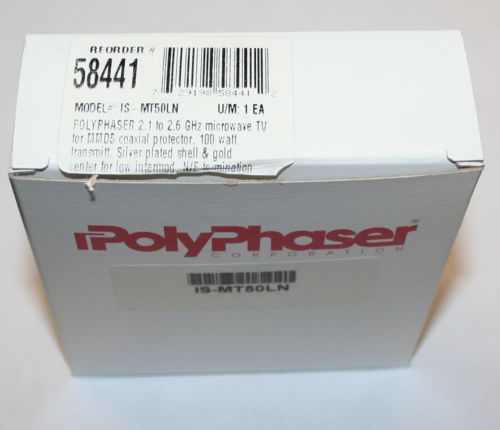 REORDER #
58441
7 29198 58441 2
MODEL#: IS - MT50LN U/M: 1 EA
POLYPHASER 2.1 to 2.6 GHz microwave TV
for MMDS coaxial protector, 100 watt
transmitt. Silver plated shell & gold
center for low intermod. N/F termination
PolyPhaser®
CORPORATION
IS-MT50LN